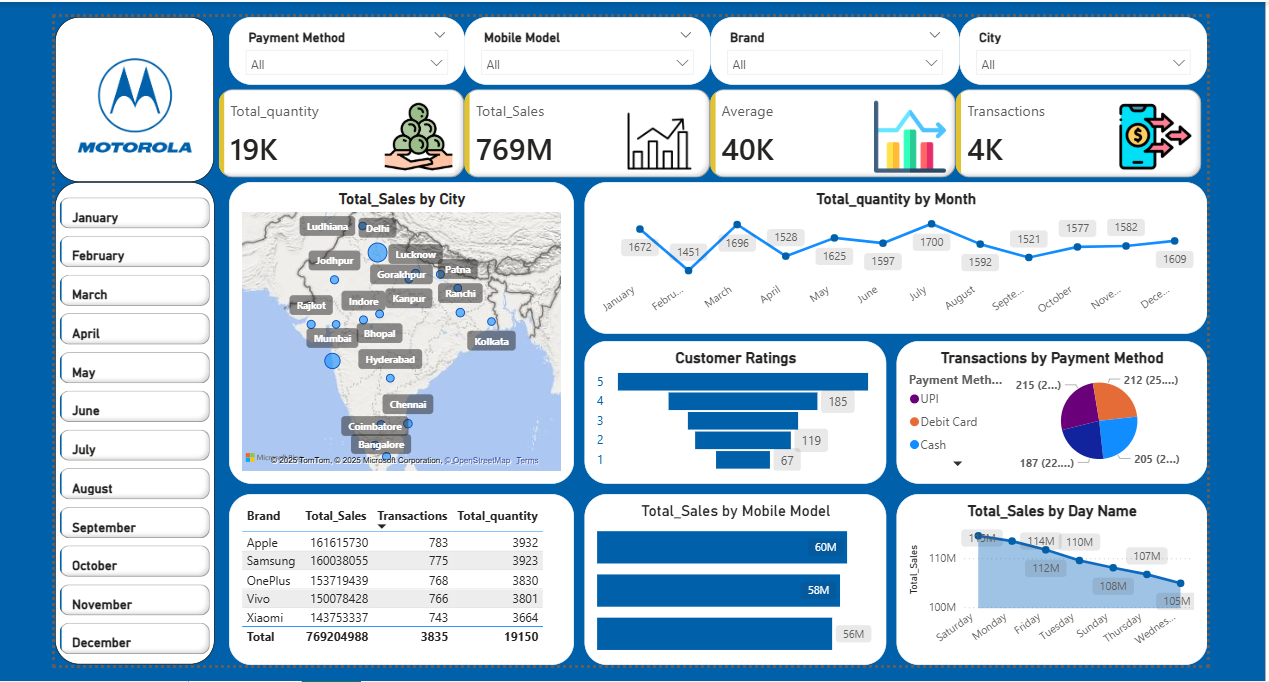 MOTOROLA
Payment Method
All
Mobile Model
All
Brand
All
City
All
Total_quantity
19K
Total_Sales
769M
Average
40K
Transactions
4K
January
February
March
April
May
June
July
August
September
October
November
December
Total_Sales by City
Ludhiana
Delhi
Jodhpur
Lucknow
Gorakhpur
Patna
Rajkot
Indore
Kanpur
Ranchi
Mumbai
Bhopal
Kolkata
Hyderabad
Chennai
Coimbatore
Bangalore
© 2025 TomTom, © 2025 Microsoft Corporation, © OpenStreetMap Terms
Total_quantity by Month
1672
1451
1696
1528
1625
1597
1700
1592
1521
1577
1582
1609
January
Febru...
March
April
May
June
July
August
Septe...
October
Nove...
Dece...
Customer Ratings
5
4 185
3
2 119
1 67
Transactions by Payment Method
Payment Meth...
UPI
Debit Card
Cash
215 (2...)
212 (25....)
187 (22....)
205 (2...)
Brand Total_Sales Transactions Total_quantity
Apple 161615730 783 3932
Samsung 160038055 775 3923
OnePlus 153719439 768 3830
Vivo 150078428 766 3801
Xiaomi 143753337 743 3664
Total 769204988 3835 19150
Total_Sales by Mobile Model
60M
58M
56M
Total_Sales by Day Name
Total_Sales
110M
100M
114M
112M
110M
108M
107M
105M
Saturday
Monday
Friday
Tuesday
Sunday
Thursday
Wednes...